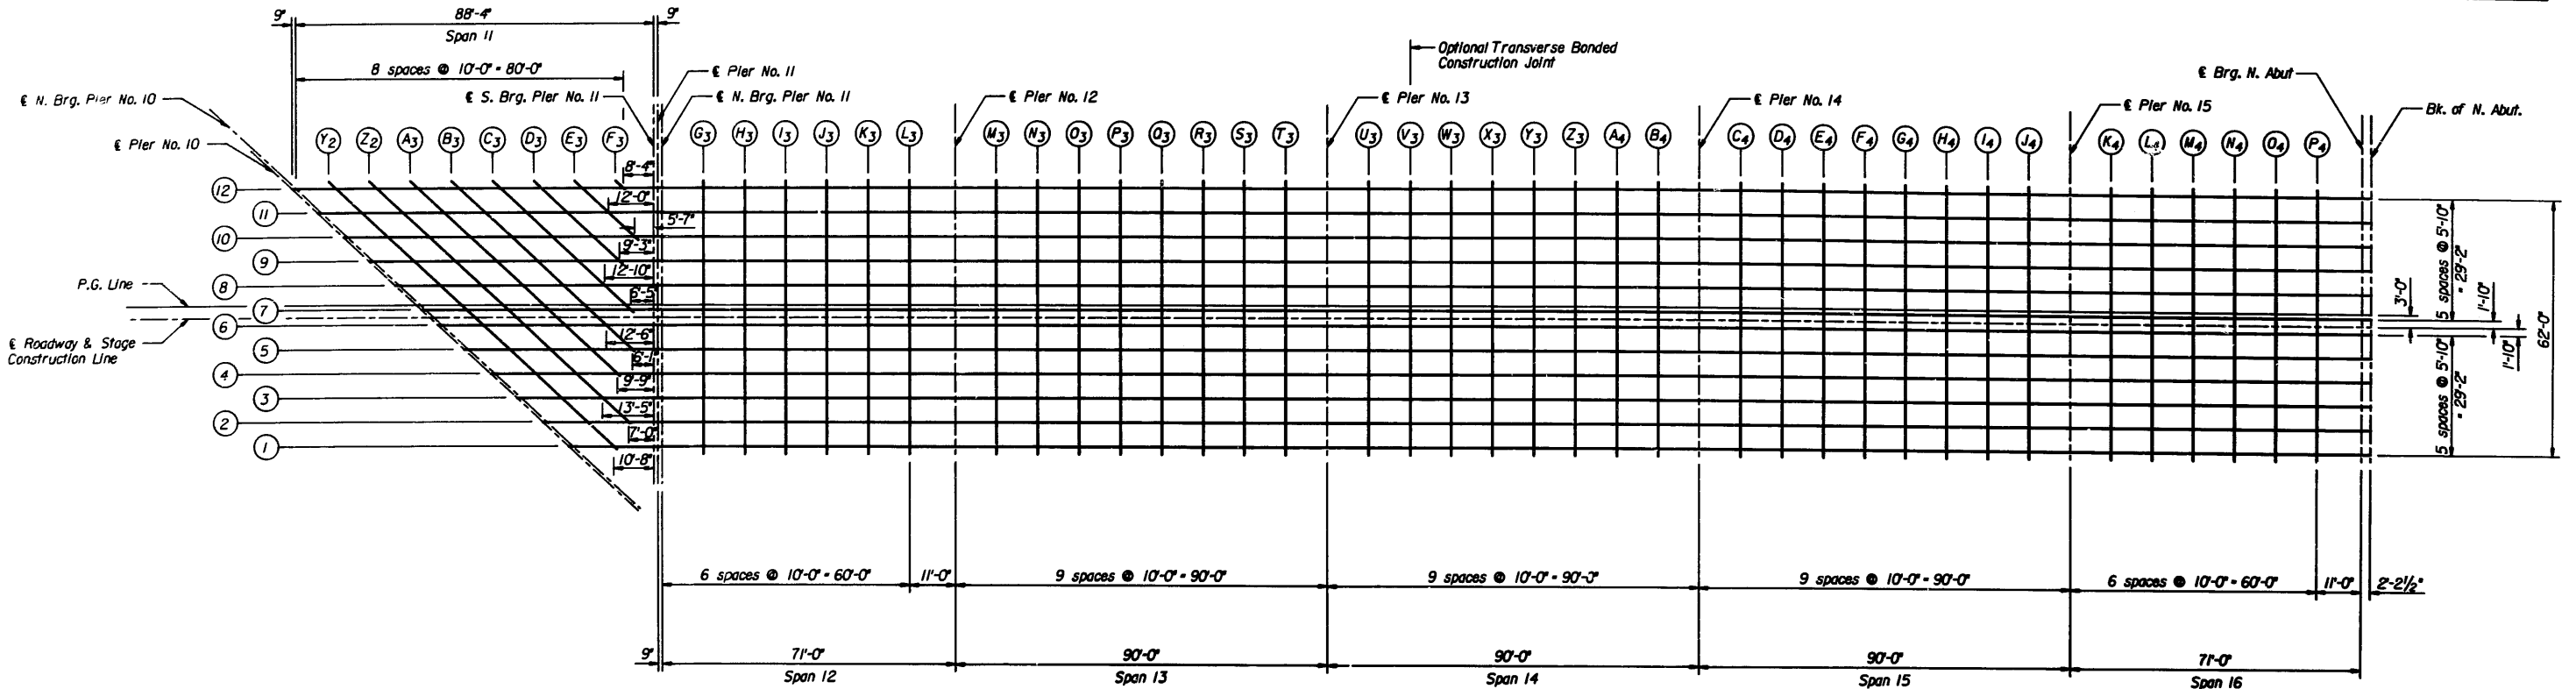 9"
88'-4"
9"
Span 11
8 spaces @ 10'-0" = 80'-0"
℄ N. Brg. Pier No. 10
℄ Pier No. 10
℄ Pier No. 11
℄ S. Brg. Pier No. 11
℄ N. Brg. Pier No. 11
℄ Pier No. 12
Optional Transverse Bonded
Construction Joint
℄ Pier No. 13
℄ Pier No. 14
℄ Pier No. 15
℄ Brg. N. Abut
Bk. of N. Abut.
Y2 Z2 A3 B3 C3 D3 E3 F3 G3 H3 I3 J3 K3 L3 M3 N3 O3 P3 Q3 R3 S3 T3 U3 V3 W3 X3 Y3 Z3 A4 B4 C4 D4 E4 F4 G4 H4 I4 J4 K4 L4 M4 N4 O4 P4
8'-4"
12
12'-0"
11
5'-7"
10
9'-3"
9
12'-10"
8
6'-5"
P.G. Line
7
6
12'-6"
℄ Roadway & Stage
Construction Line
5
6'-1"
4
9'-9"
3
13'-5"
2
7'-0"
1
10'-8"
5 spaces @ 5'-10"
= 29'-2"
3'-0"
1'-10"
1'-10"
62'-0"
5 spaces @ 5'-10"
= 29'-2"
6 spaces @ 10'-0" = 60'-0"
11'-0"
9 spaces @ 10'-0" = 90'-0"
9 spaces @ 10'-0" = 90'-0"
9 spaces @ 10'-0" = 90'-0"
6 spaces @ 10'-0" = 60'-0"
11'-0"
2'-2½"
9"
71'-0"
90'-0"
90'-0"
90'-0"
71'-0"
Span 12
Span 13
Span 14
Span 15
Span 16